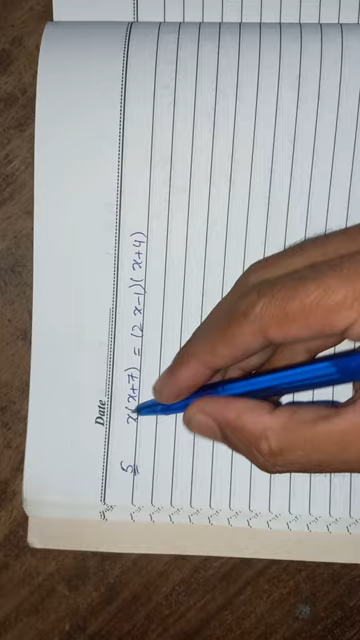 Date
5 x(x+7) = (2x-1)(x+4)